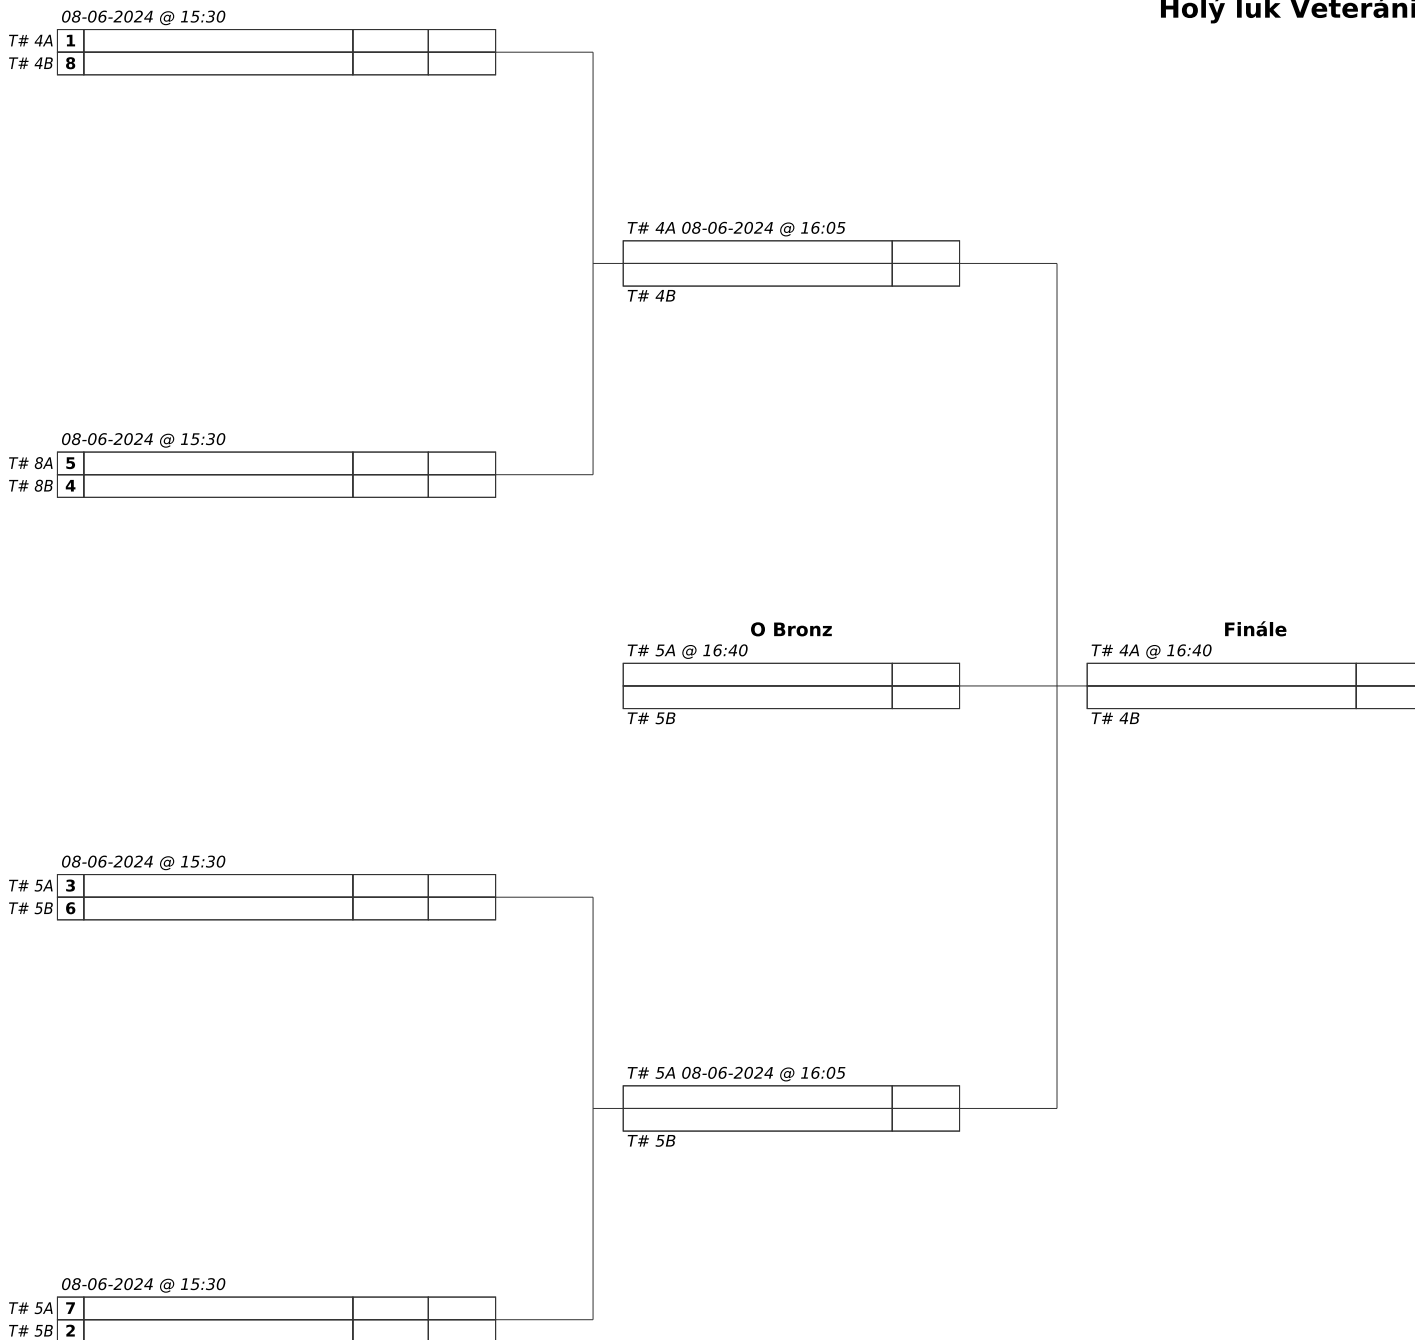 Holý luk Veteráni
08-06-2024 @ 15:30
T# 4A 1
T# 4B 8
T# 4A 08-06-2024 @ 16:05
T# 4B
08-06-2024 @ 15:30
T# 8A 5
T# 8B 4
O Bronz
T# 5A @ 16:40
T# 5B
Finále
T# 4A @ 16:40
T# 4B
08-06-2024 @ 15:30
T# 5A 3
T# 5B 6
T# 5A 08-06-2024 @ 16:05
T# 5B
08-06-2024 @ 15:30
T# 5A 7
T# 5B 2